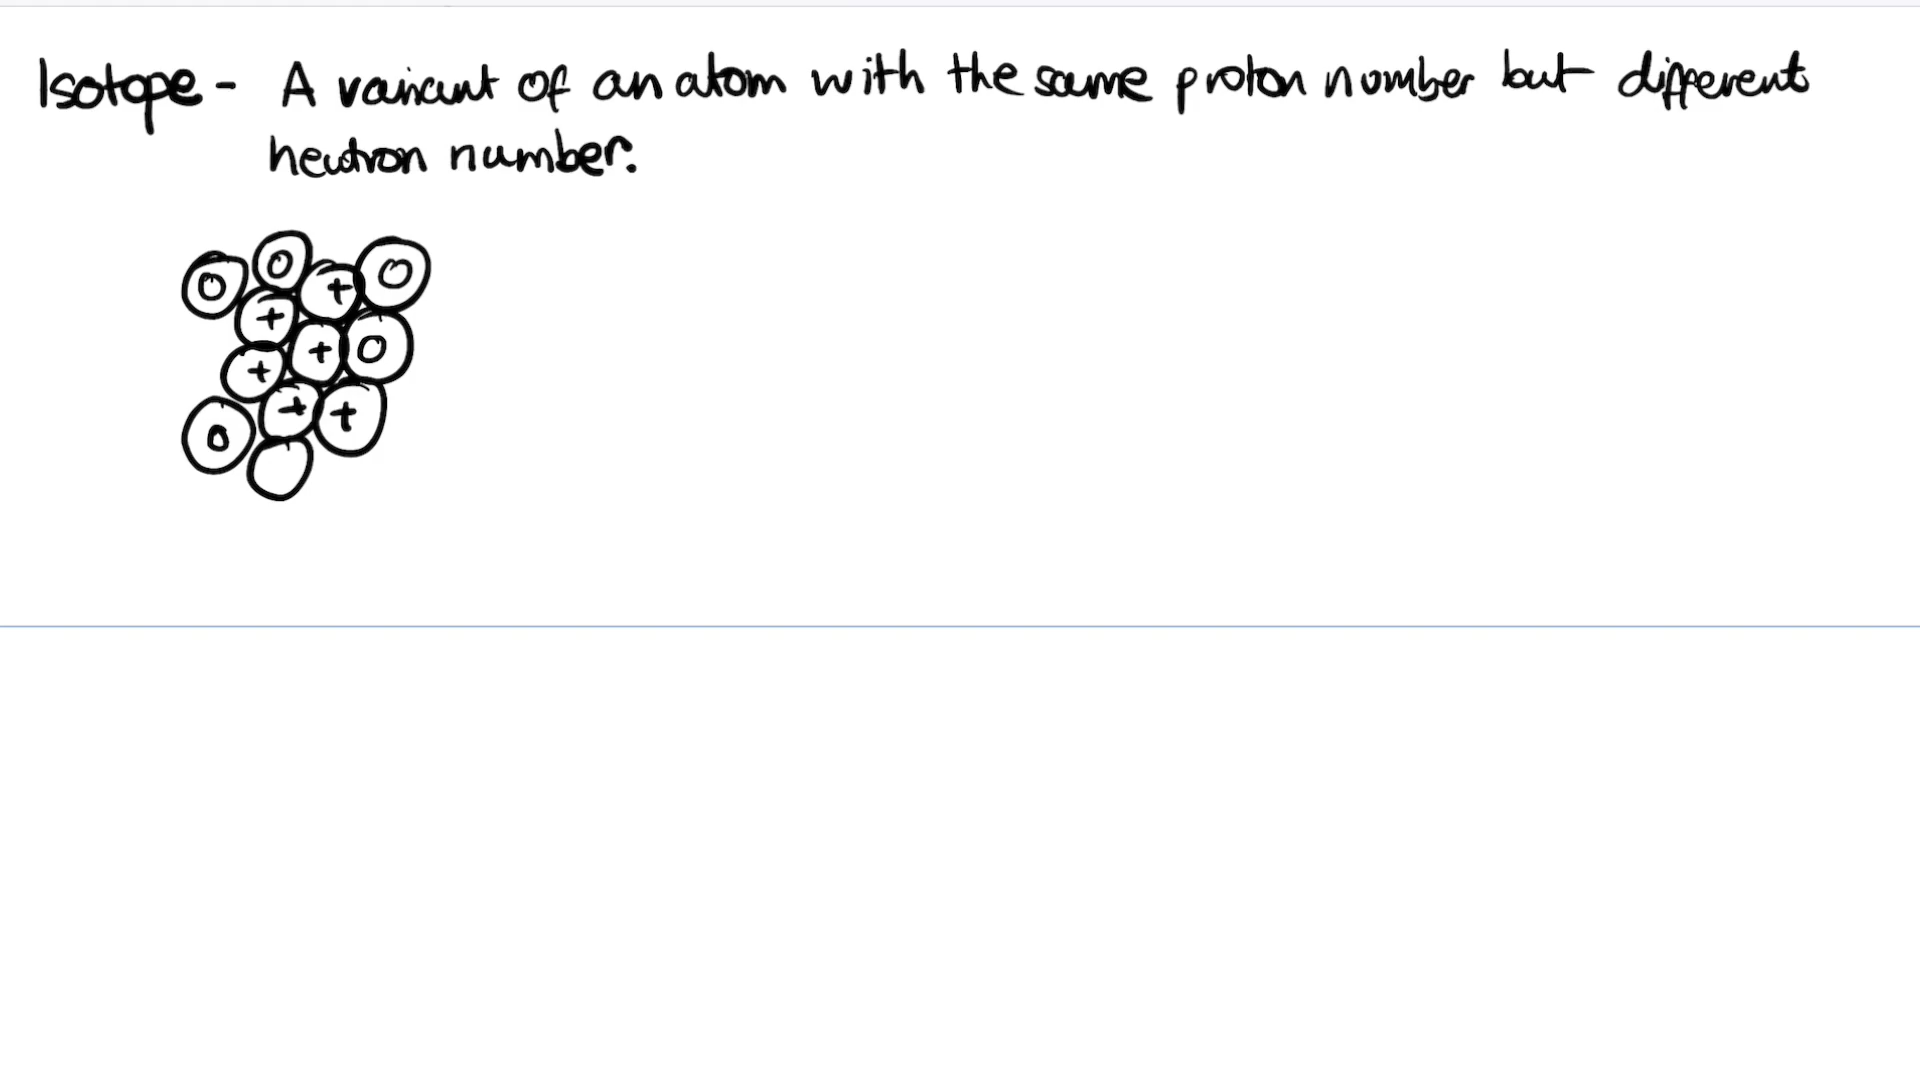 Isotope - A variant of an atom with the same proton number but different
neutron number.
O O + O
+
+ O
+
+ +
O